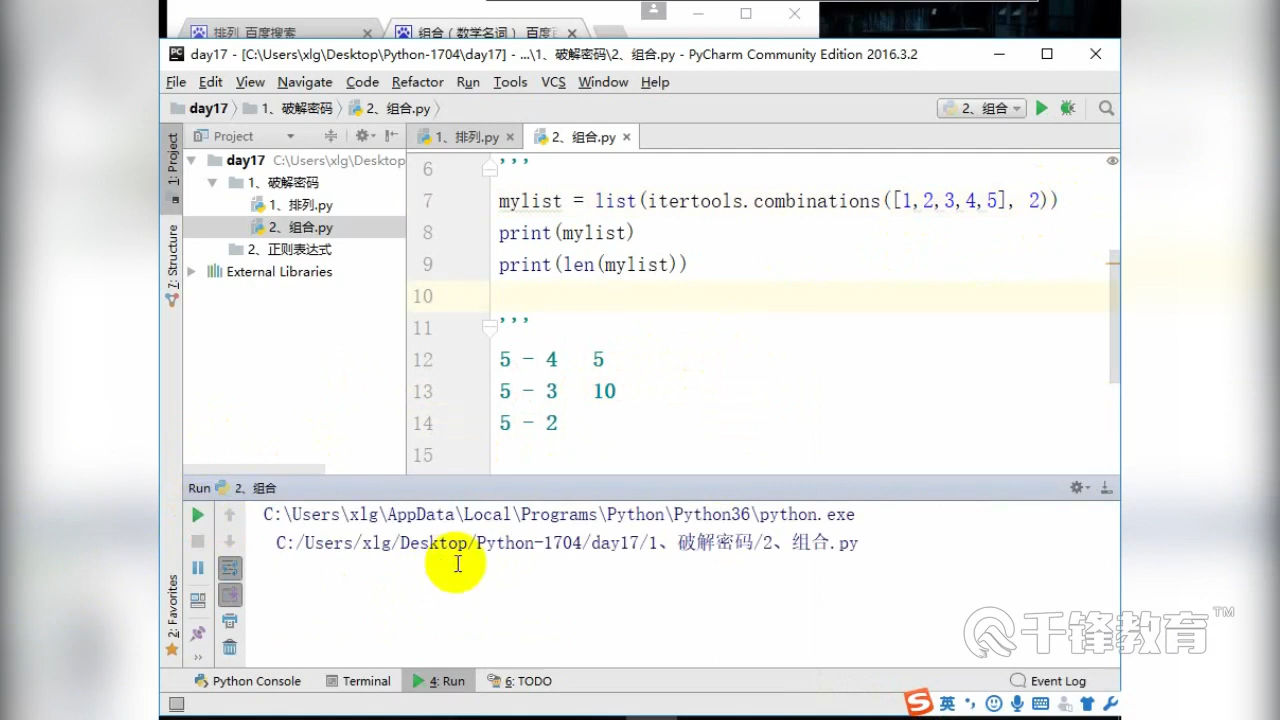 排列_百度搜索
组合（数学名词）_百度
day17 - [C:\Users\xlg\Desktop\Python-1704\day17] - ...\1、破解密码\2、组合.py - PyCharm Community Edition 2016.3.2
File Edit View Navigate Code Refactor Run Tools VCS Window Help
day17 1、破解密码 2、组合.py
2、组合
Project
1、排列.py
2、组合.py
1: Project
7: Structure
2: Favorites
day17 C:\Users\xlg\Desktop
1、破解密码
1、排列.py
2、组合.py
2、正则表达式
External Libraries
6 '''
7 mylist = list(itertools.combinations([1,2,3,4,5], 2))
8 print(mylist)
9 print(len(mylist))
10
11 '''
12 5 - 4 5
13 5 - 3 10
14 5 - 2
15
Run 2、组合
C:\Users\xlg\AppData\Local\Programs\Python\Python36\python.exe
C:/Users/xlg/Desktop/Python-1704/day17/1、破解密码/2、组合.py
千锋教育™
Python Console Terminal 4: Run 6: TODO Event Log
S 英